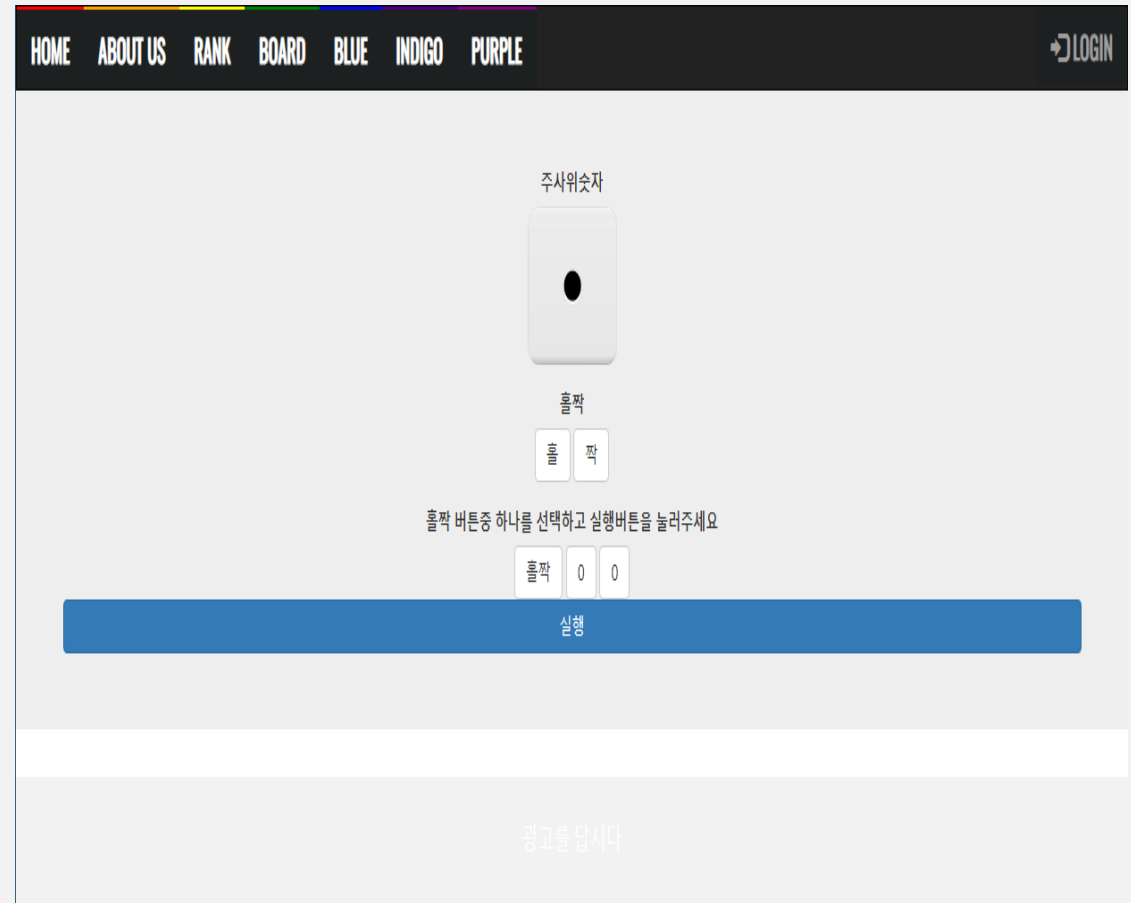 HOME ABOUT US RANK BOARD BLUE INDIGO PURPLE LOGIN
주사위숫자
홀짝
홀 짝
홀짝 버튼중 하나를 선택하고 실행버튼을 눌러주세요
홀짝 0 0
실행
광고를 답시다